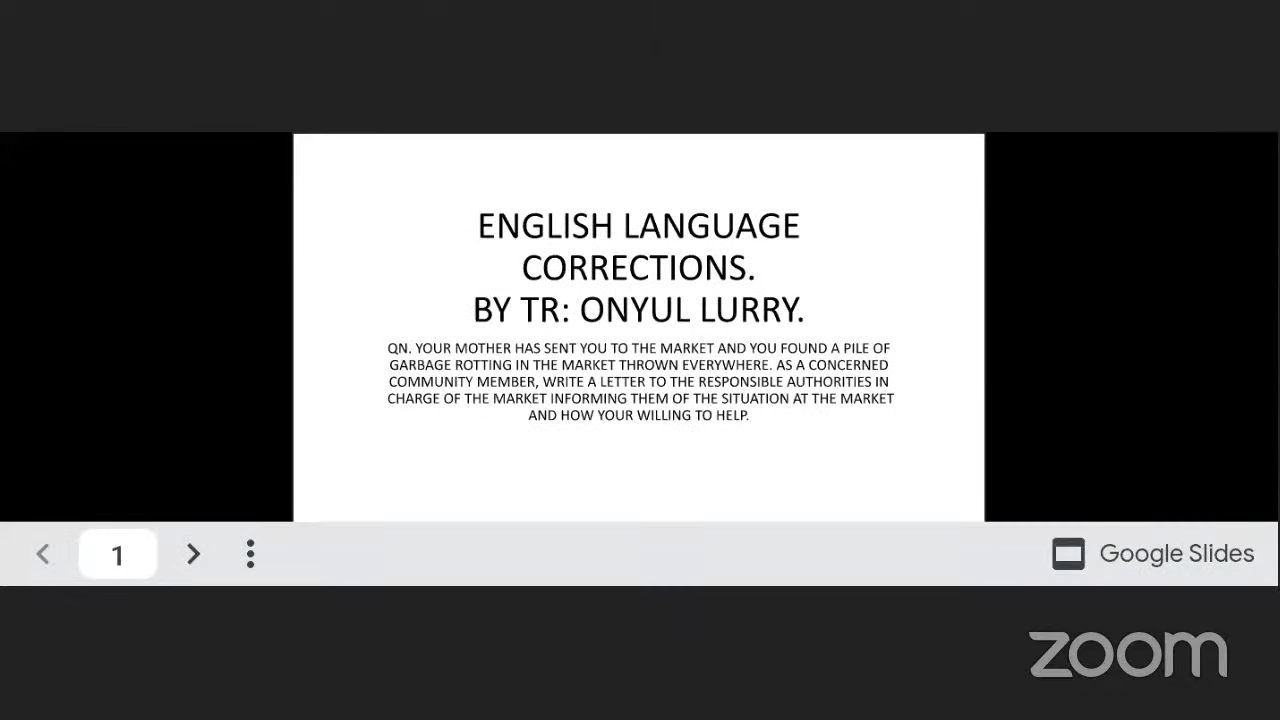 ENGLISH LANGUAGE
CORRECTIONS.
BY TR: ONYUL LURRY.
QN. YOUR MOTHER HAS SENT YOU TO THE MARKET AND YOU FOUND A PILE OF
GARBAGE ROTTING IN THE MARKET THROWN EVERYWHERE. AS A CONCERNED
COMMUNITY MEMBER, WRITE A LETTER TO THE RESPONSIBLE AUTHORITIES IN
CHARGE OF THE MARKET INFORMING THEM OF THE SITUATION AT THE MARKET
AND HOW YOUR WILLING TO HELP.
1
Google Slides
zoom